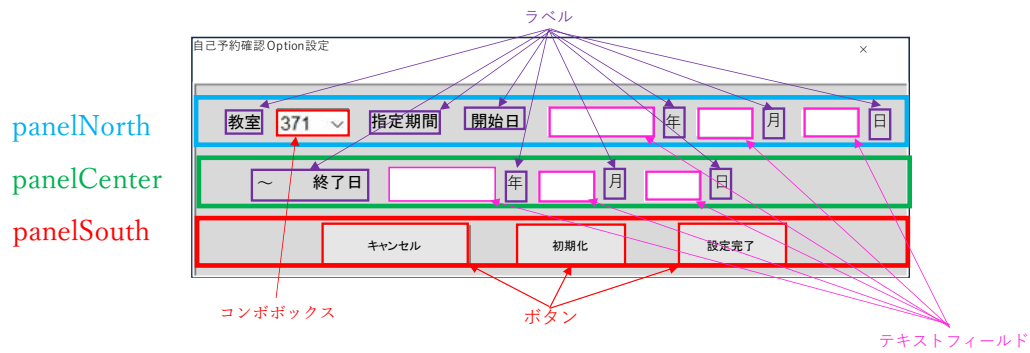 ラベル
自己予約確認Option設定 ×
panelNorth 教室 371 指定期間 開始日 年 月 日
panelCenter ～ 終了日 年 月 日
panelSouth キャンセル 初期化 設定完了
コンボボックス ボタン
テキストフィールド